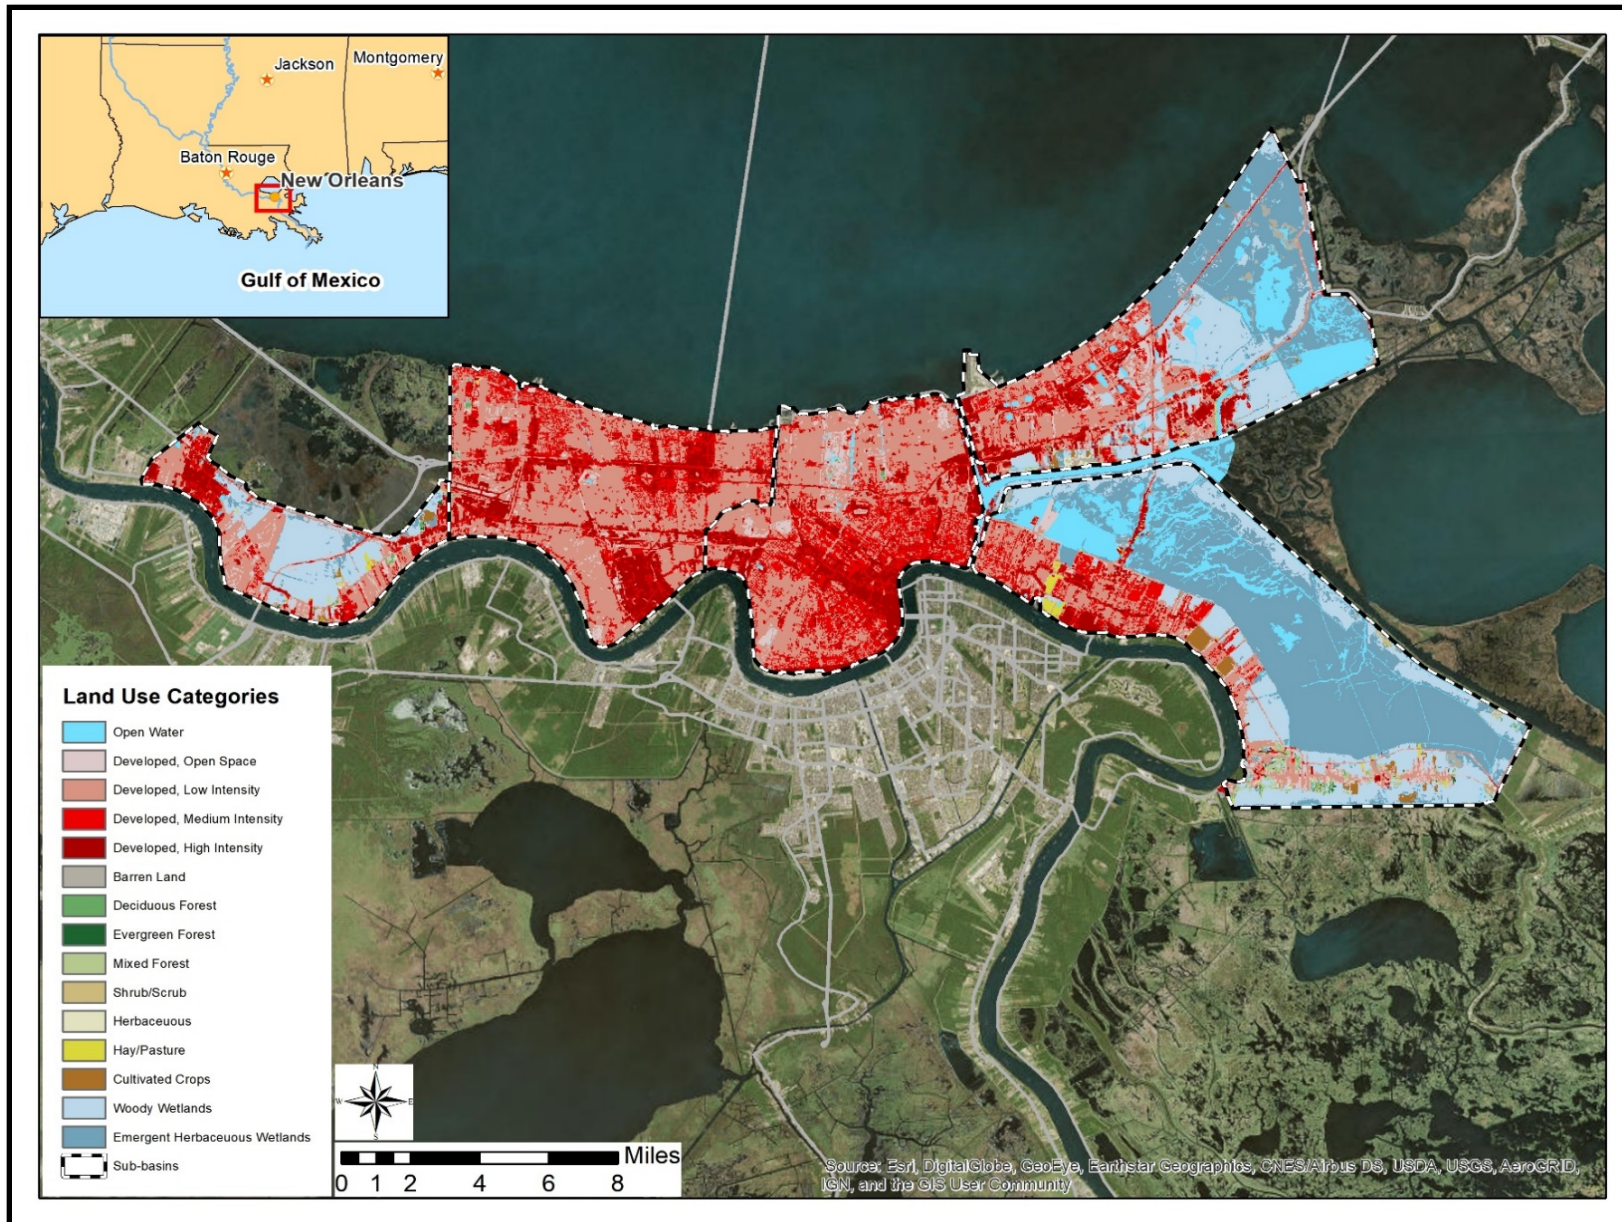 Jackson
Montgomery
Baton Rouge
New Orleans
Gulf of Mexico
Land Use Categories
Open Water
Developed, Open Space
Developed, Low Intensity
Developed, Medium Intensity
Developed, High Intensity
Barren Land
Deciduous Forest
Evergreen Forest
Mixed Forest
Shrub/Scrub
Herbaceuous
Hay/Pasture
Cultivated Crops
Woody Wetlands
Emergent Herbaceuous Wetlands
Sub-basins
N
W E
S
Miles
0 1 2 4 6 8
Source: Esri, DigitalGlobe, GeoEye, Earthstar Geographics, CNES/Airbus DS, USDA, USGS, AeroGRID,
IGN, and the GIS User Community